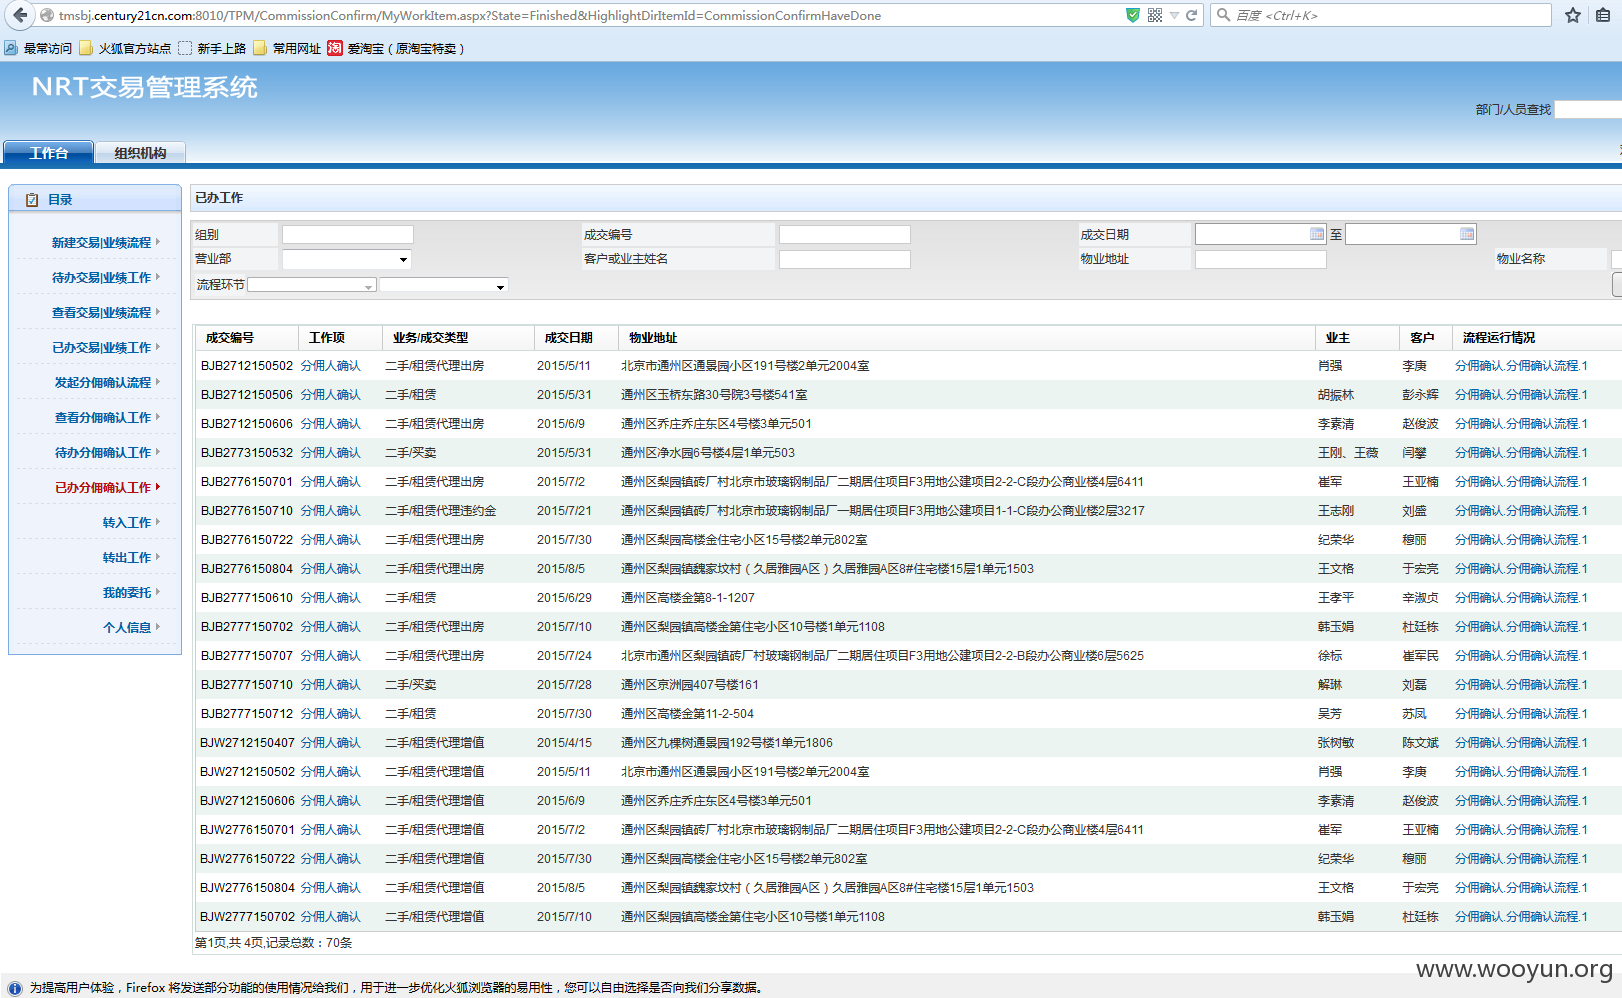 tmsbj.century21cn.com:8010/TPM/CommissionConfirm/MyWorkItem.aspx?State=Finished&HighlightDirItemId=CommissionConfirmHaveDone
百度 <Ctrl+K>
最常访问 火狐官方站点 新手上路 常用网址 淘 爱淘宝（原淘宝特卖）
NRT交易管理系统
部门/人员查找
工作台 组织机构
目录
新建交易|业绩流程
待办交易|业绩工作
查看交易|业绩流程
已办交易|业绩工作
发起分佣确认流程
查看分佣确认工作
待办分佣确认工作
已办分佣确认工作
转入工作
转出工作
我的委托
个人信息
已办工作
组别 成交编号 成交日期 至
营业部 客户或业主姓名 物业地址 物业名称
流程环节
成交编号 工作项 业务/成交类型 成交日期 物业地址 业主 客户 流程运行情况
BJB2712150502 分佣人确认 二手/租赁代理出房 2015/5/11 北京市通州区通景园小区191号楼2单元2004室 肖强 李庚 分佣确认.分佣确认流程.1
BJB2712150506 分佣人确认 二手/租赁 2015/5/31 通州区玉桥东路30号院3号楼541室 胡振林 彭永辉 分佣确认.分佣确认流程.1
BJB2712150606 分佣人确认 二手/租赁代理出房 2015/6/9 通州区乔庄乔庄东区4号楼3单元501 李素清 赵俊波 分佣确认.分佣确认流程.1
BJB2773150532 分佣人确认 二手/买卖 2015/5/31 通州区净水园6号楼4层1单元503 王刚、王薇 闫攀 分佣确认.分佣确认流程.1
BJB2776150701 分佣人确认 二手/租赁代理出房 2015/7/2 通州区梨园镇砖厂村北京市玻璃钢制品厂二期居住项目F3用地公建项目2-2-C段办公商业楼4层6411 崔军 王亚楠 分佣确认.分佣确认流程.1
BJB2776150710 分佣人确认 二手/租赁代理违约金 2015/7/21 通州区梨园镇砖厂村北京市玻璃钢制品厂一期居住项目F3用地公建项目1-1-C段办公商业楼2层3217 王志刚 刘盛 分佣确认.分佣确认流程.1
BJB2776150722 分佣人确认 二手/租赁代理出房 2015/7/30 通州区梨园高楼金住宅小区15号楼2单元802室 纪荣华 穆丽 分佣确认.分佣确认流程.1
BJB2776150804 分佣人确认 二手/租赁代理出房 2015/8/5 通州区梨园镇魏家坟村（久居雅园A区）久居雅园A区8#住宅楼15层1单元1503 王文格 于宏亮 分佣确认.分佣确认流程.1
BJB2777150610 分佣人确认 二手/租赁 2015/6/29 通州区高楼金第8-1-1207 王孝平 辛淑贞 分佣确认.分佣确认流程.1
BJB2777150702 分佣人确认 二手/租赁代理出房 2015/7/10 通州区梨园镇高楼金第住宅小区10号楼1单元1108 韩玉娟 杜廷栋 分佣确认.分佣确认流程.1
BJB2777150707 分佣人确认 二手/租赁代理出房 2015/7/24 北京市通州区梨园镇砖厂村玻璃钢制品厂二期居住项目F3用地公建项目2-2-B段办公商业楼6层5625 徐标 崔军民 分佣确认.分佣确认流程.1
BJB2777150710 分佣人确认 二手/买卖 2015/7/28 通州区京洲园407号楼161 解琳 刘磊 分佣确认.分佣确认流程.1
BJB2777150712 分佣人确认 二手/租赁 2015/7/30 通州区高楼金第11-2-504 吴芳 苏凤 分佣确认.分佣确认流程.1
BJW2712150407 分佣人确认 二手/租赁代理增值 2015/4/15 通州区九棵树通景园192号楼1单元1806 张树敏 陈文斌 分佣确认.分佣确认流程.1
BJW2712150502 分佣人确认 二手/租赁代理增值 2015/5/11 北京市通州区通景园小区191号楼2单元2004室 肖强 李庚 分佣确认.分佣确认流程.1
BJW2712150606 分佣人确认 二手/租赁代理增值 2015/6/9 通州区乔庄乔庄东区4号楼3单元501 李素清 赵俊波 分佣确认.分佣确认流程.1
BJW2776150701 分佣人确认 二手/租赁代理增值 2015/7/2 通州区梨园镇砖厂村北京市玻璃钢制品厂二期居住项目F3用地公建项目2-2-C段办公商业楼4层6411 崔军 王亚楠 分佣确认.分佣确认流程.1
BJW2776150722 分佣人确认 二手/租赁代理增值 2015/7/30 通州区梨园高楼金住宅小区15号楼2单元802室 纪荣华 穆丽 分佣确认.分佣确认流程.1
BJW2776150804 分佣人确认 二手/租赁代理增值 2015/8/5 通州区梨园镇魏家坟村（久居雅园A区）久居雅园A区8#住宅楼15层1单元1503 王文格 于宏亮 分佣确认.分佣确认流程.1
BJW2777150702 分佣人确认 二手/租赁代理增值 2015/7/10 通州区梨园镇高楼金第住宅小区10号楼1单元1108 韩玉娟 杜廷栋 分佣确认.分佣确认流程.1
第1页,共 4页,记录总数：70条
www.wooyun.org
为提高用户体验，Firefox 将发送部分功能的使用情况给我们，用于进一步优化火狐浏览器的易用性，您可以自由选择是否向我们分享数据。